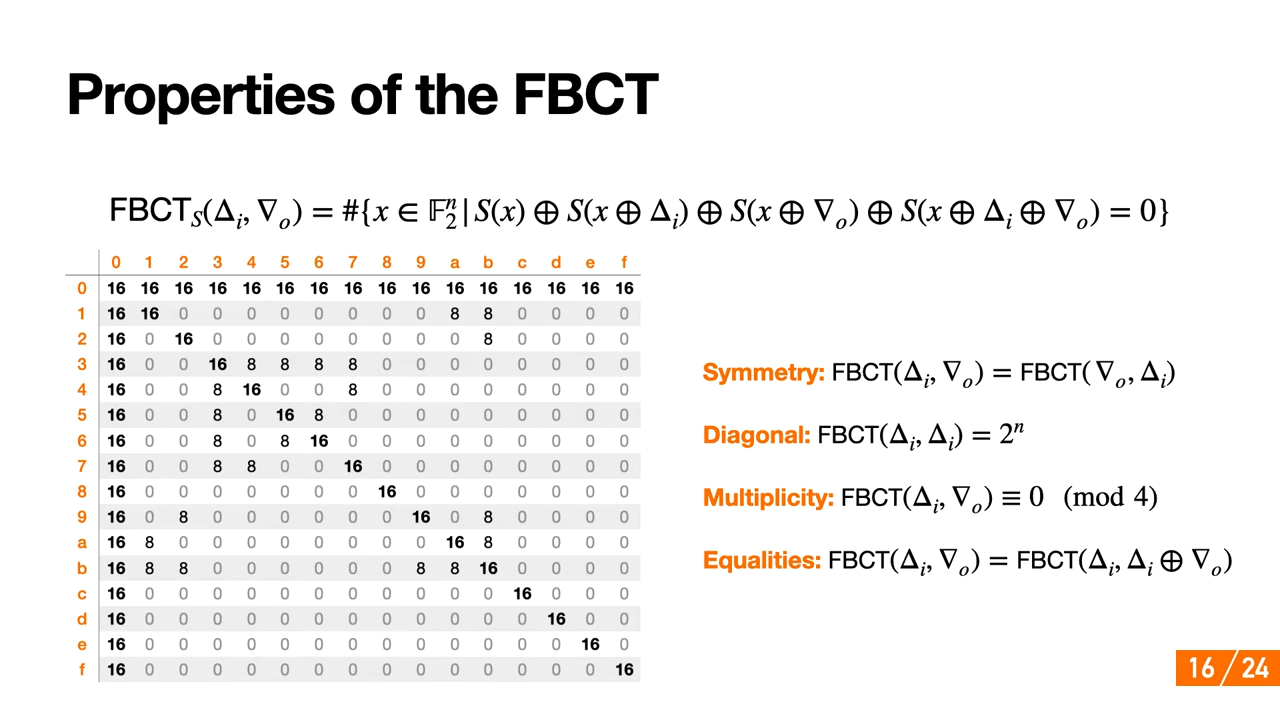 Properties of the FBCT
FBCT_S(Δ_i, ∇_o) = #{x ∈ 𝔽_2^n | S(x) ⊕ S(x ⊕ Δ_i) ⊕ S(x ⊕ ∇_o) ⊕ S(x ⊕ Δ_i ⊕ ∇_o) = 0}
0 1 2 3 4 5 6 7 8 9 a b c d e f
0 16 16 16 16 16 16 16 16 16 16 16 16 16 16 16 16
1 16 16 0 0 0 0 0 0 0 0 8 8 0 0 0 0
2 16 0 16 0 0 0 0 0 0 0 0 8 0 0 0 0
3 16 0 0 16 8 8 8 8 0 0 0 0 0 0 0 0
4 16 0 0 8 16 0 0 8 0 0 0 0 0 0 0 0
5 16 0 0 8 0 16 8 0 0 0 0 0 0 0 0 0
6 16 0 0 8 0 8 16 0 0 0 0 0 0 0 0 0
7 16 0 0 8 8 0 0 16 0 0 0 0 0 0 0 0
8 16 0 0 0 0 0 0 0 16 0 0 0 0 0 0 0
9 16 0 8 0 0 0 0 0 0 16 0 8 0 0 0 0
a 16 8 0 0 0 0 0 0 0 0 16 8 0 0 0 0
b 16 8 8 0 0 0 0 0 0 8 8 16 0 0 0 0
c 16 0 0 0 0 0 0 0 0 0 0 0 16 0 0 0
d 16 0 0 0 0 0 0 0 0 0 0 0 0 16 0 0
e 16 0 0 0 0 0 0 0 0 0 0 0 0 0 16 0
f 16 0 0 0 0 0 0 0 0 0 0 0 0 0 0 16
Symmetry: FBCT(Δ_i, ∇_o) = FBCT(∇_o, Δ_i)
Diagonal: FBCT(Δ_i, Δ_i) = 2^n
Multiplicity: FBCT(Δ_i, ∇_o) ≡ 0 (mod 4)
Equalities: FBCT(Δ_i, ∇_o) = FBCT(Δ_i, Δ_i ⊕ ∇_o)
16/24